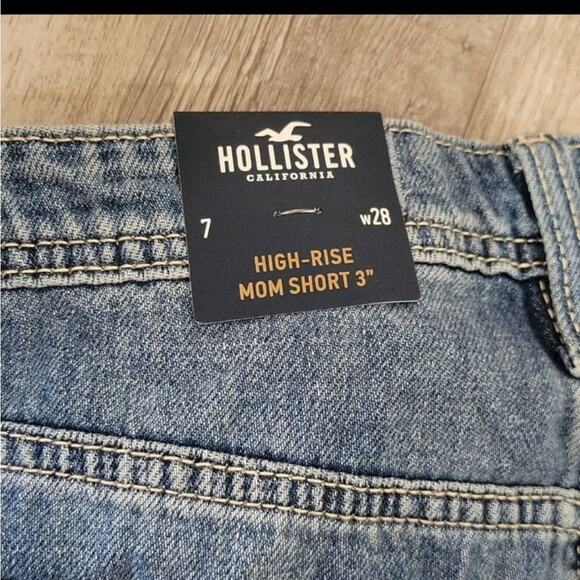 HOLLISTER
CALIFORNIA
7 w28
HIGH-RISE
MOM SHORT 3"